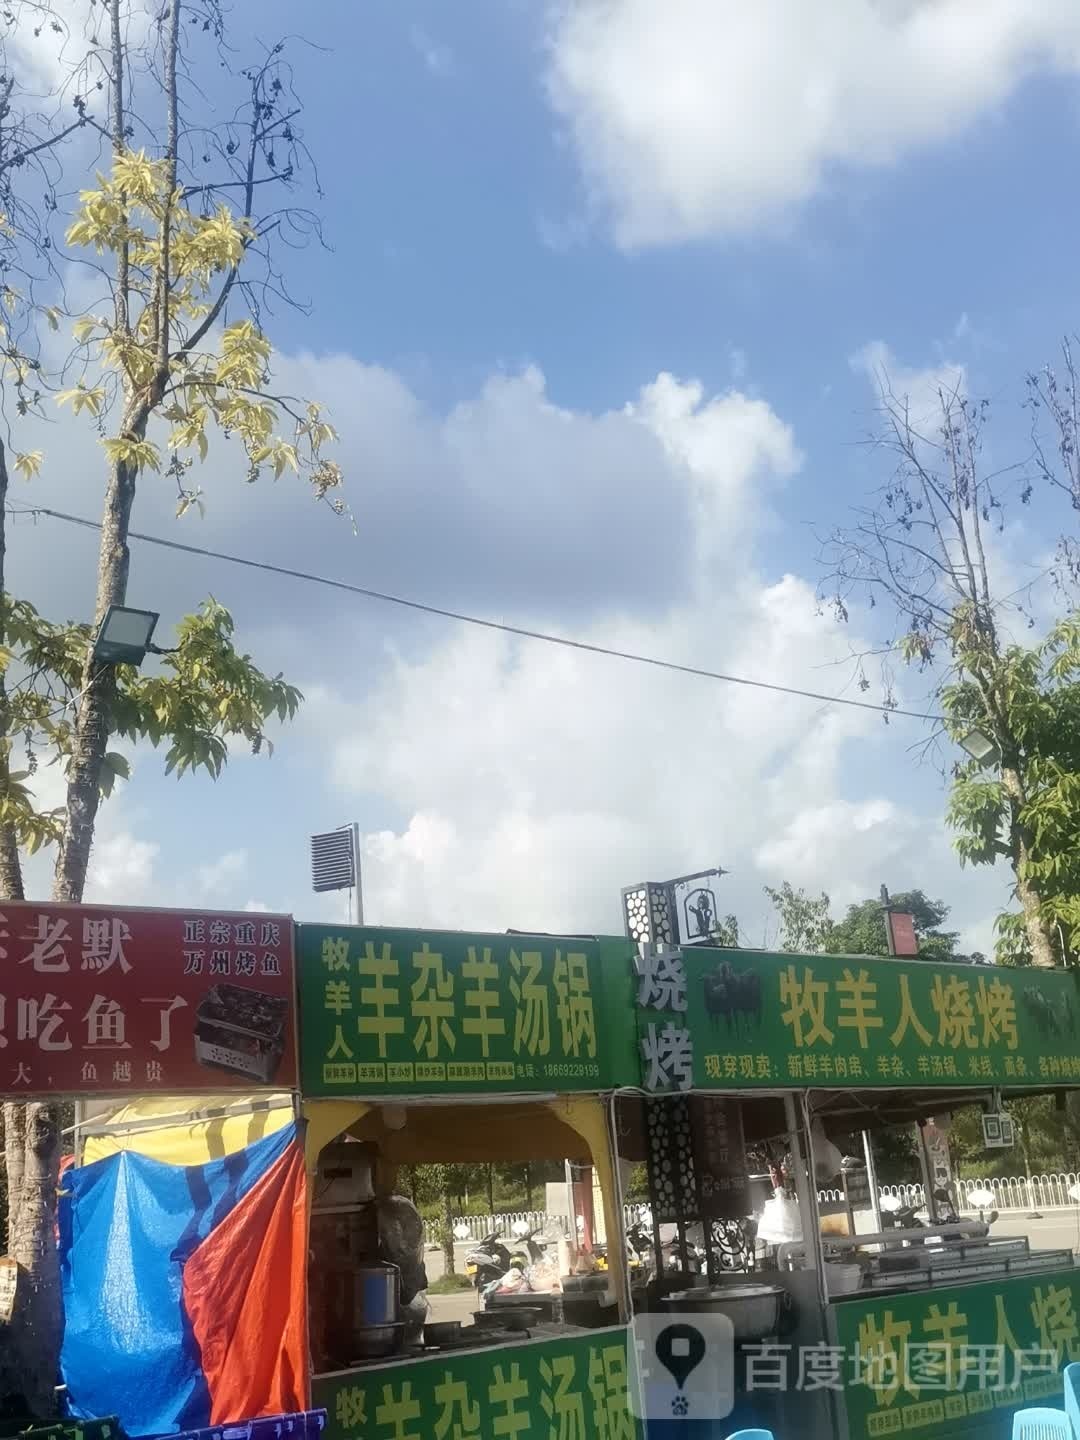 老默
吃鱼了
大，鱼越贵
正宗重庆
万州烤鱼
牧羊人
羊杂羊汤锅
电话：18669229199
烧烤
牧羊人烧烤
现穿现卖：新鲜羊肉串、羊杂、羊汤锅、米线、面条、各种烧烤
牧
羊杂羊汤锅
牧羊人烧
百度地图用户